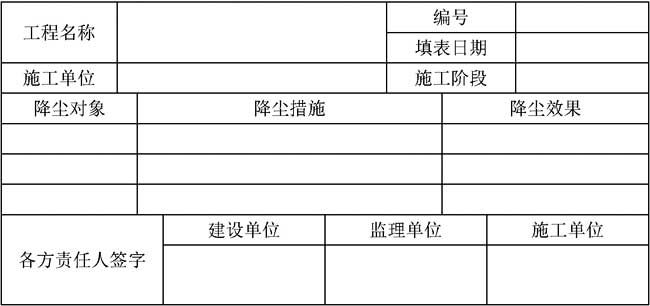 工程名称
编号
填表日期
施工单位
施工阶段
降尘对象 降尘措施 降尘效果
各方责任人签字
建设单位 监理单位 施工单位